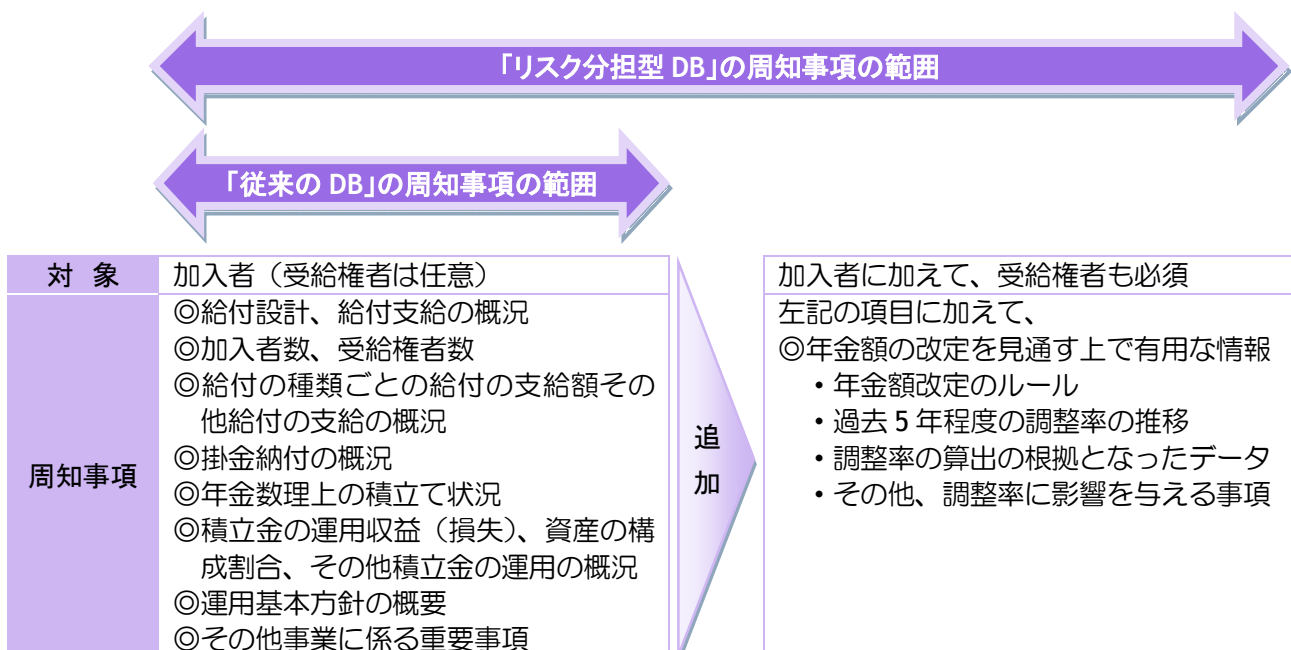 「リスク分担型 DB」の周知事項の範囲
「従来の DB」の周知事項の範囲
対 象
加入者（受給権者は任意）
周知事項
◎給付設計、給付支給の概況
◎加入者数、受給権者数
◎給付の種類ごとの給付の支給額その
他給付の支給の概況
◎掛金納付の概況
◎年金数理上の積立て状況
◎積立金の運用収益（損失）、資産の構
成割合、その他積立金の運用の概況
◎運用基本方針の概要
◎その他事業に係る重要事項
追
加
加入者に加えて、受給権者も必須
左記の項目に加えて、
◎年金額の改定を見通す上で有用な情報
・年金額改定のルール
・過去 5 年程度の調整率の推移
・調整率の算出の根拠となったデータ
・その他、調整率に影響を与える事項